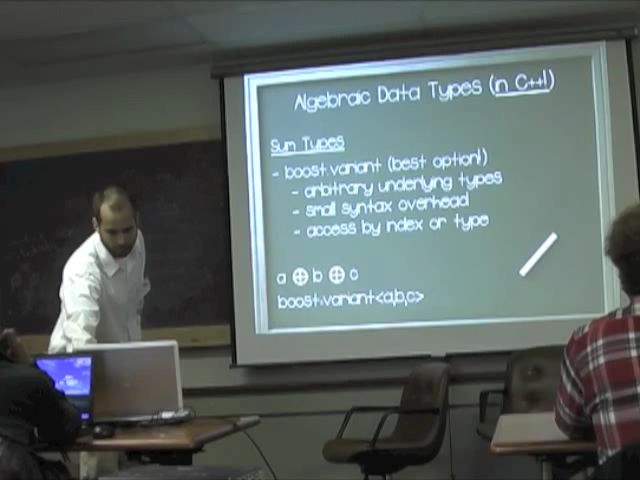 Algebraic Data Types (in C++!)
Sum Types
- boost::variant (best option!)
- arbitrary underlying types
- small syntax overhead
- access by index or type
a ⊕ b ⊕ c
boost::variant<a,b,c>